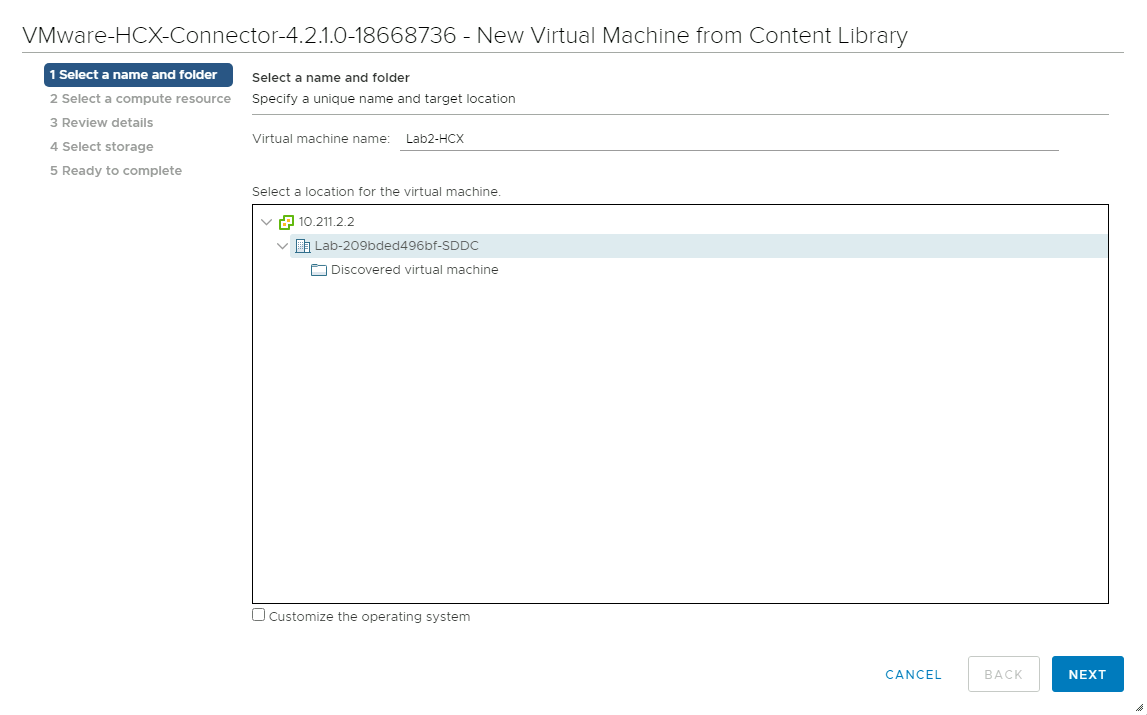 VMware-HCX-Connector-4.2.1.0-18668736 - New Virtual Machine from Content Library
1 Select a name and folder
2 Select a compute resource
3 Review details
4 Select storage
5 Ready to complete
Select a name and folder
Specify a unique name and target location
Virtual machine name: Lab2-HCX
Select a location for the virtual machine.
10.211.2.2
Lab-209bded496bf-SDDC
Discovered virtual machine
Customize the operating system
CANCEL BACK NEXT